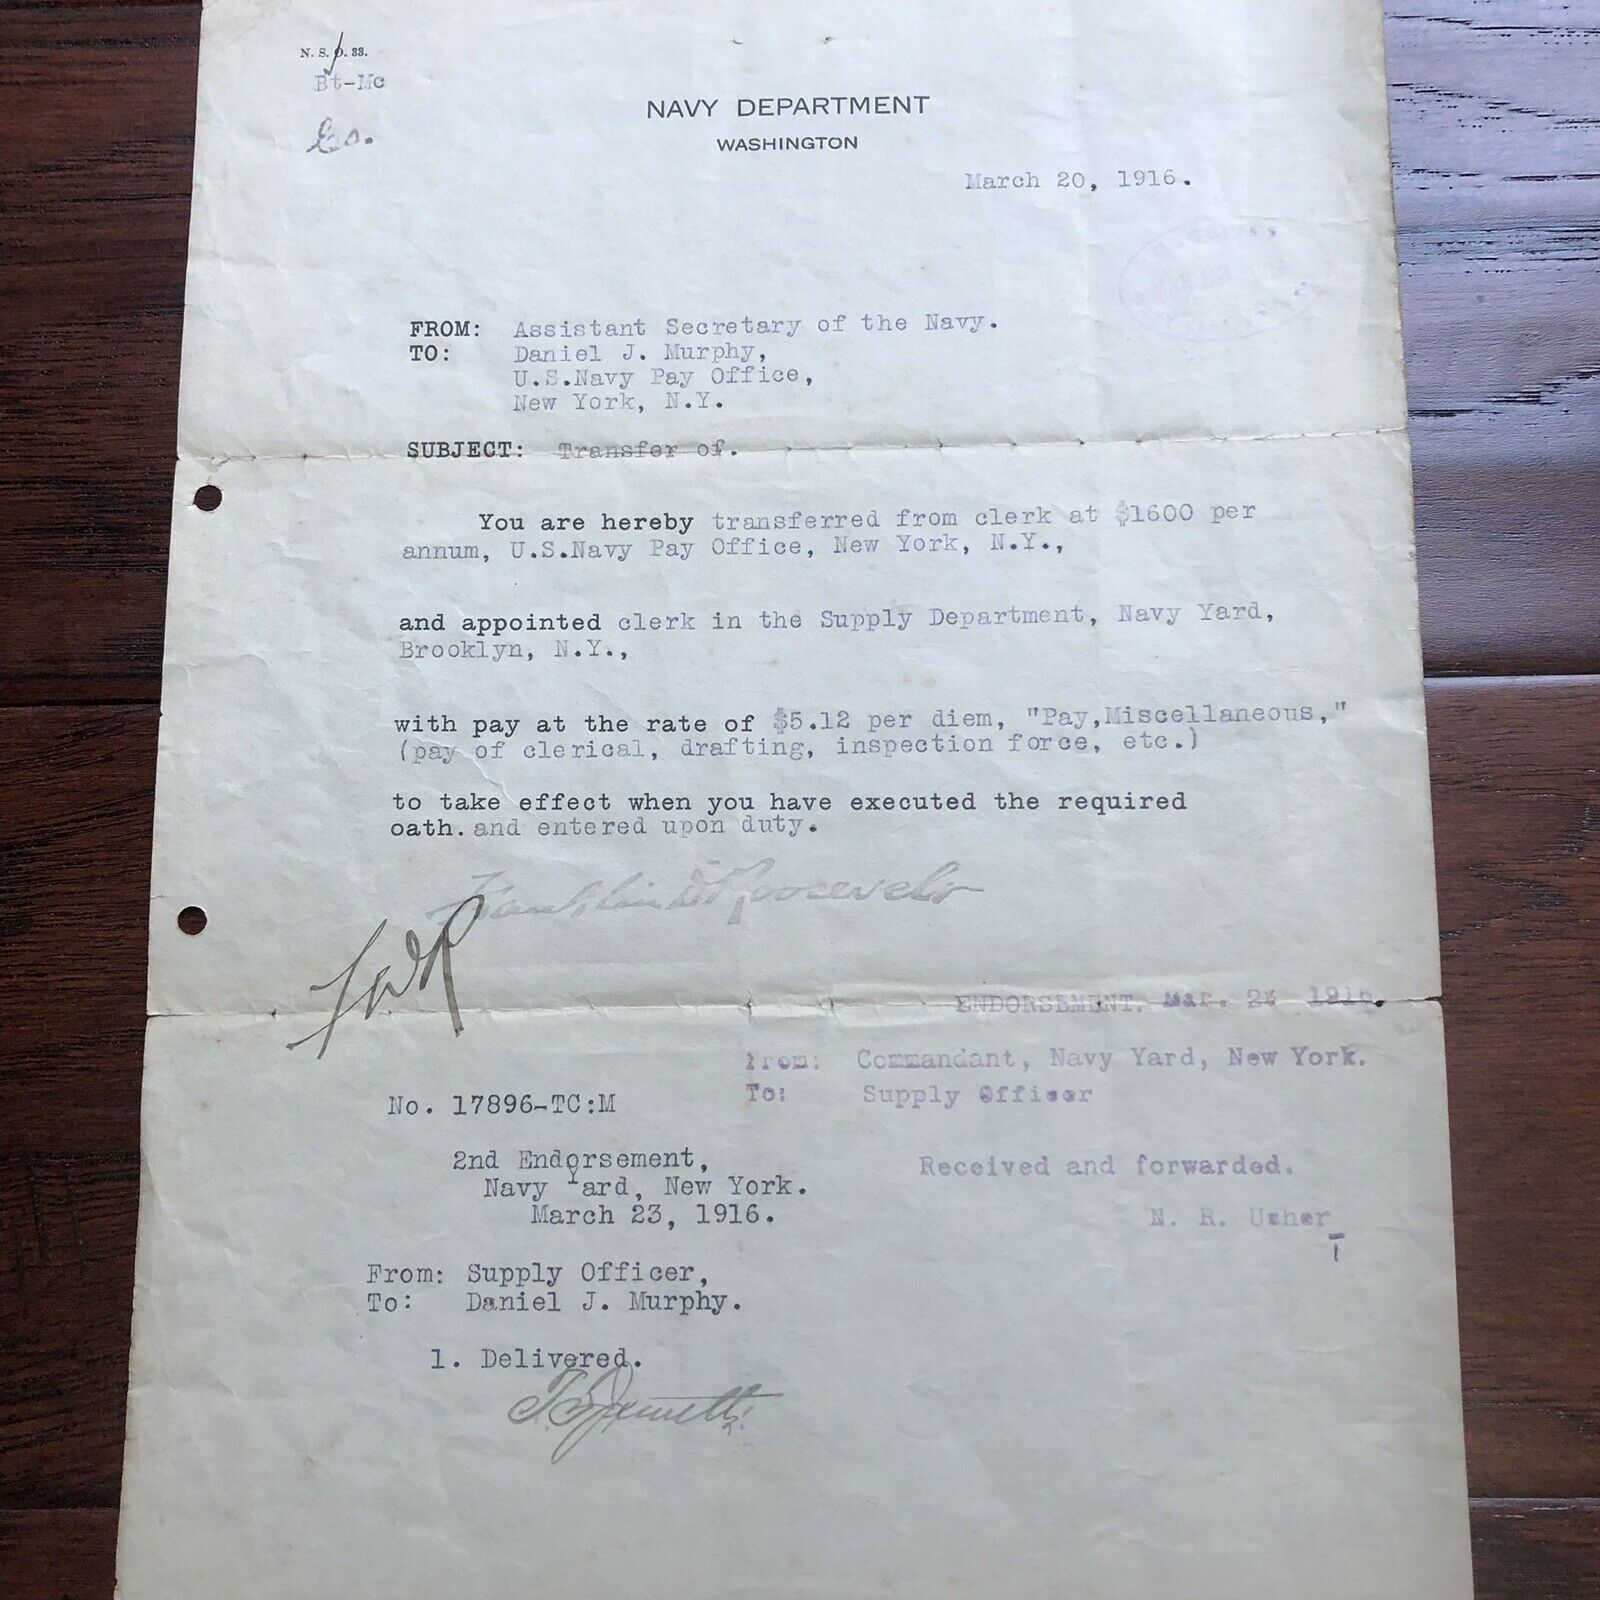 N. S. O. 33.
Bt-Mc
NAVY DEPARTMENT
WASHINGTON
March 20, 1916.
FROM: Assistant Secretary of the Navy.
TO: Daniel J. Murphy,
U.S.Navy Pay Office,
New York, N.Y.
SUBJECT: Transfer of.
You are hereby transferred from clerk at $1600 per
annum, U.S.Navy Pay Office, New York, N.Y.,
and appointed clerk in the Supply Department, Navy Yard,
Brooklyn, N.Y.,
with pay at the rate of $5.12 per diem, "Pay,Miscellaneous,"
(pay of clerical, drafting, inspection force, etc.)
to take effect when you have executed the required
oath. and entered upon duty.
Franklin D Roosevelt
ENDORSEMENT. Mar. 1916.
From: Commandant, Navy Yard, New York.
To: Supply Officer
Received and forwarded.
N. R. Usher
No. 17896-TC:M
2nd Endorsement,
Navy Yard, New York.
March 23, 1916.
From: Supply Officer,
To: Daniel J. Murphy.
1. Delivered.